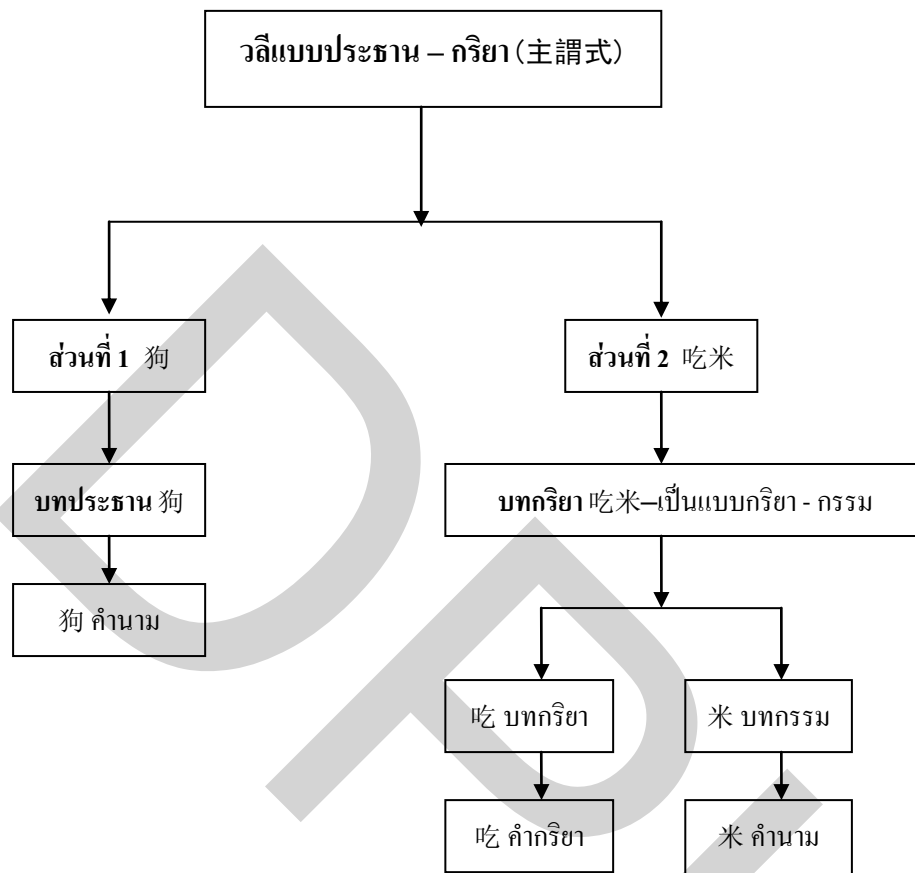 วลีแบบประธาน – กริยา (主謂式)
ส่วนที่ 1 狗
ส่วนที่ 2 吃米
บทประธาน 狗
บทกริยา 吃米–เป็นแบบกริยา - กรรม
狗 คำนาม
吃 บทกริยา
米 บทกรรม
吃 คำกริยา
米 คำนาม